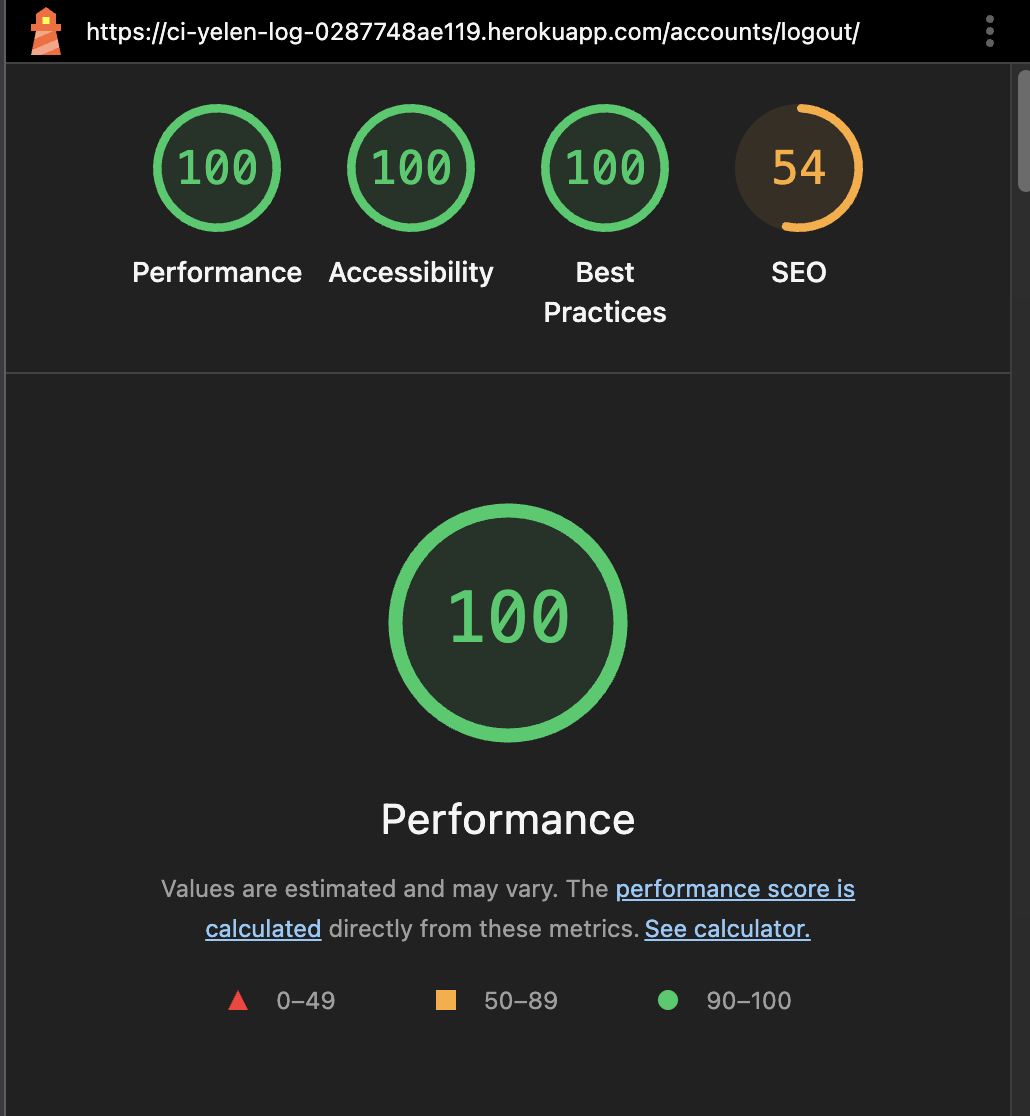 https://ci-yelen-log-0287748ae119.herokuapp.com/accounts/logout/
100
100
100
54
Performance
Accessibility
Best
Practices
SEO
100
Performance
Values are estimated and may vary. The performance score is
calculated directly from these metrics. See calculator.
0–49
50–89
90–100